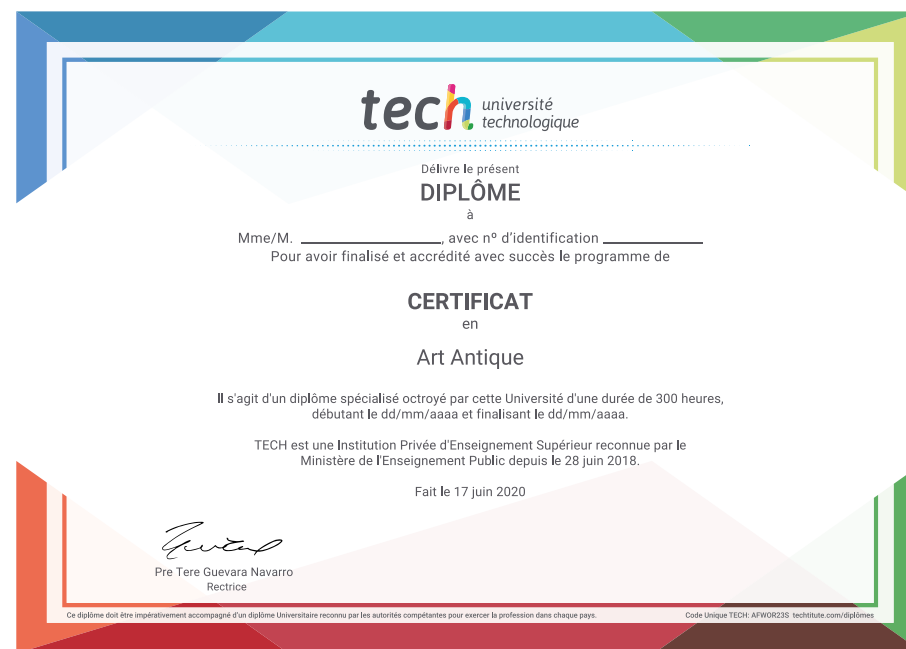 tech université
technologique
Délivre le présent
DIPLÔME
à
Mme/M. ____________________, avec nº d'identification ______________
Pour avoir finalisé et accrédité avec succès le programme de
CERTIFICAT
en
Art Antique
Il s'agit d'un diplôme spécialisé octroyé par cette Université d'une durée de 300 heures,
débutant le dd/mm/aaaa et finalisant le dd/mm/aaaa.
TECH est une Institution Privée d'Enseignement Supérieur reconnue par le
Ministère de l'Enseignement Public depuis le 28 juin 2018.
Fait le 17 juin 2020
Pre Tere Guevara Navarro
Rectrice
Ce diplôme doit être impérativement accompagné d'un diplôme Universitaire reconnu par les autorités compétantes pour exercer la profession dans chaque pays. Code Unique TECH: AFWOR23S techtitute.com/diplômes